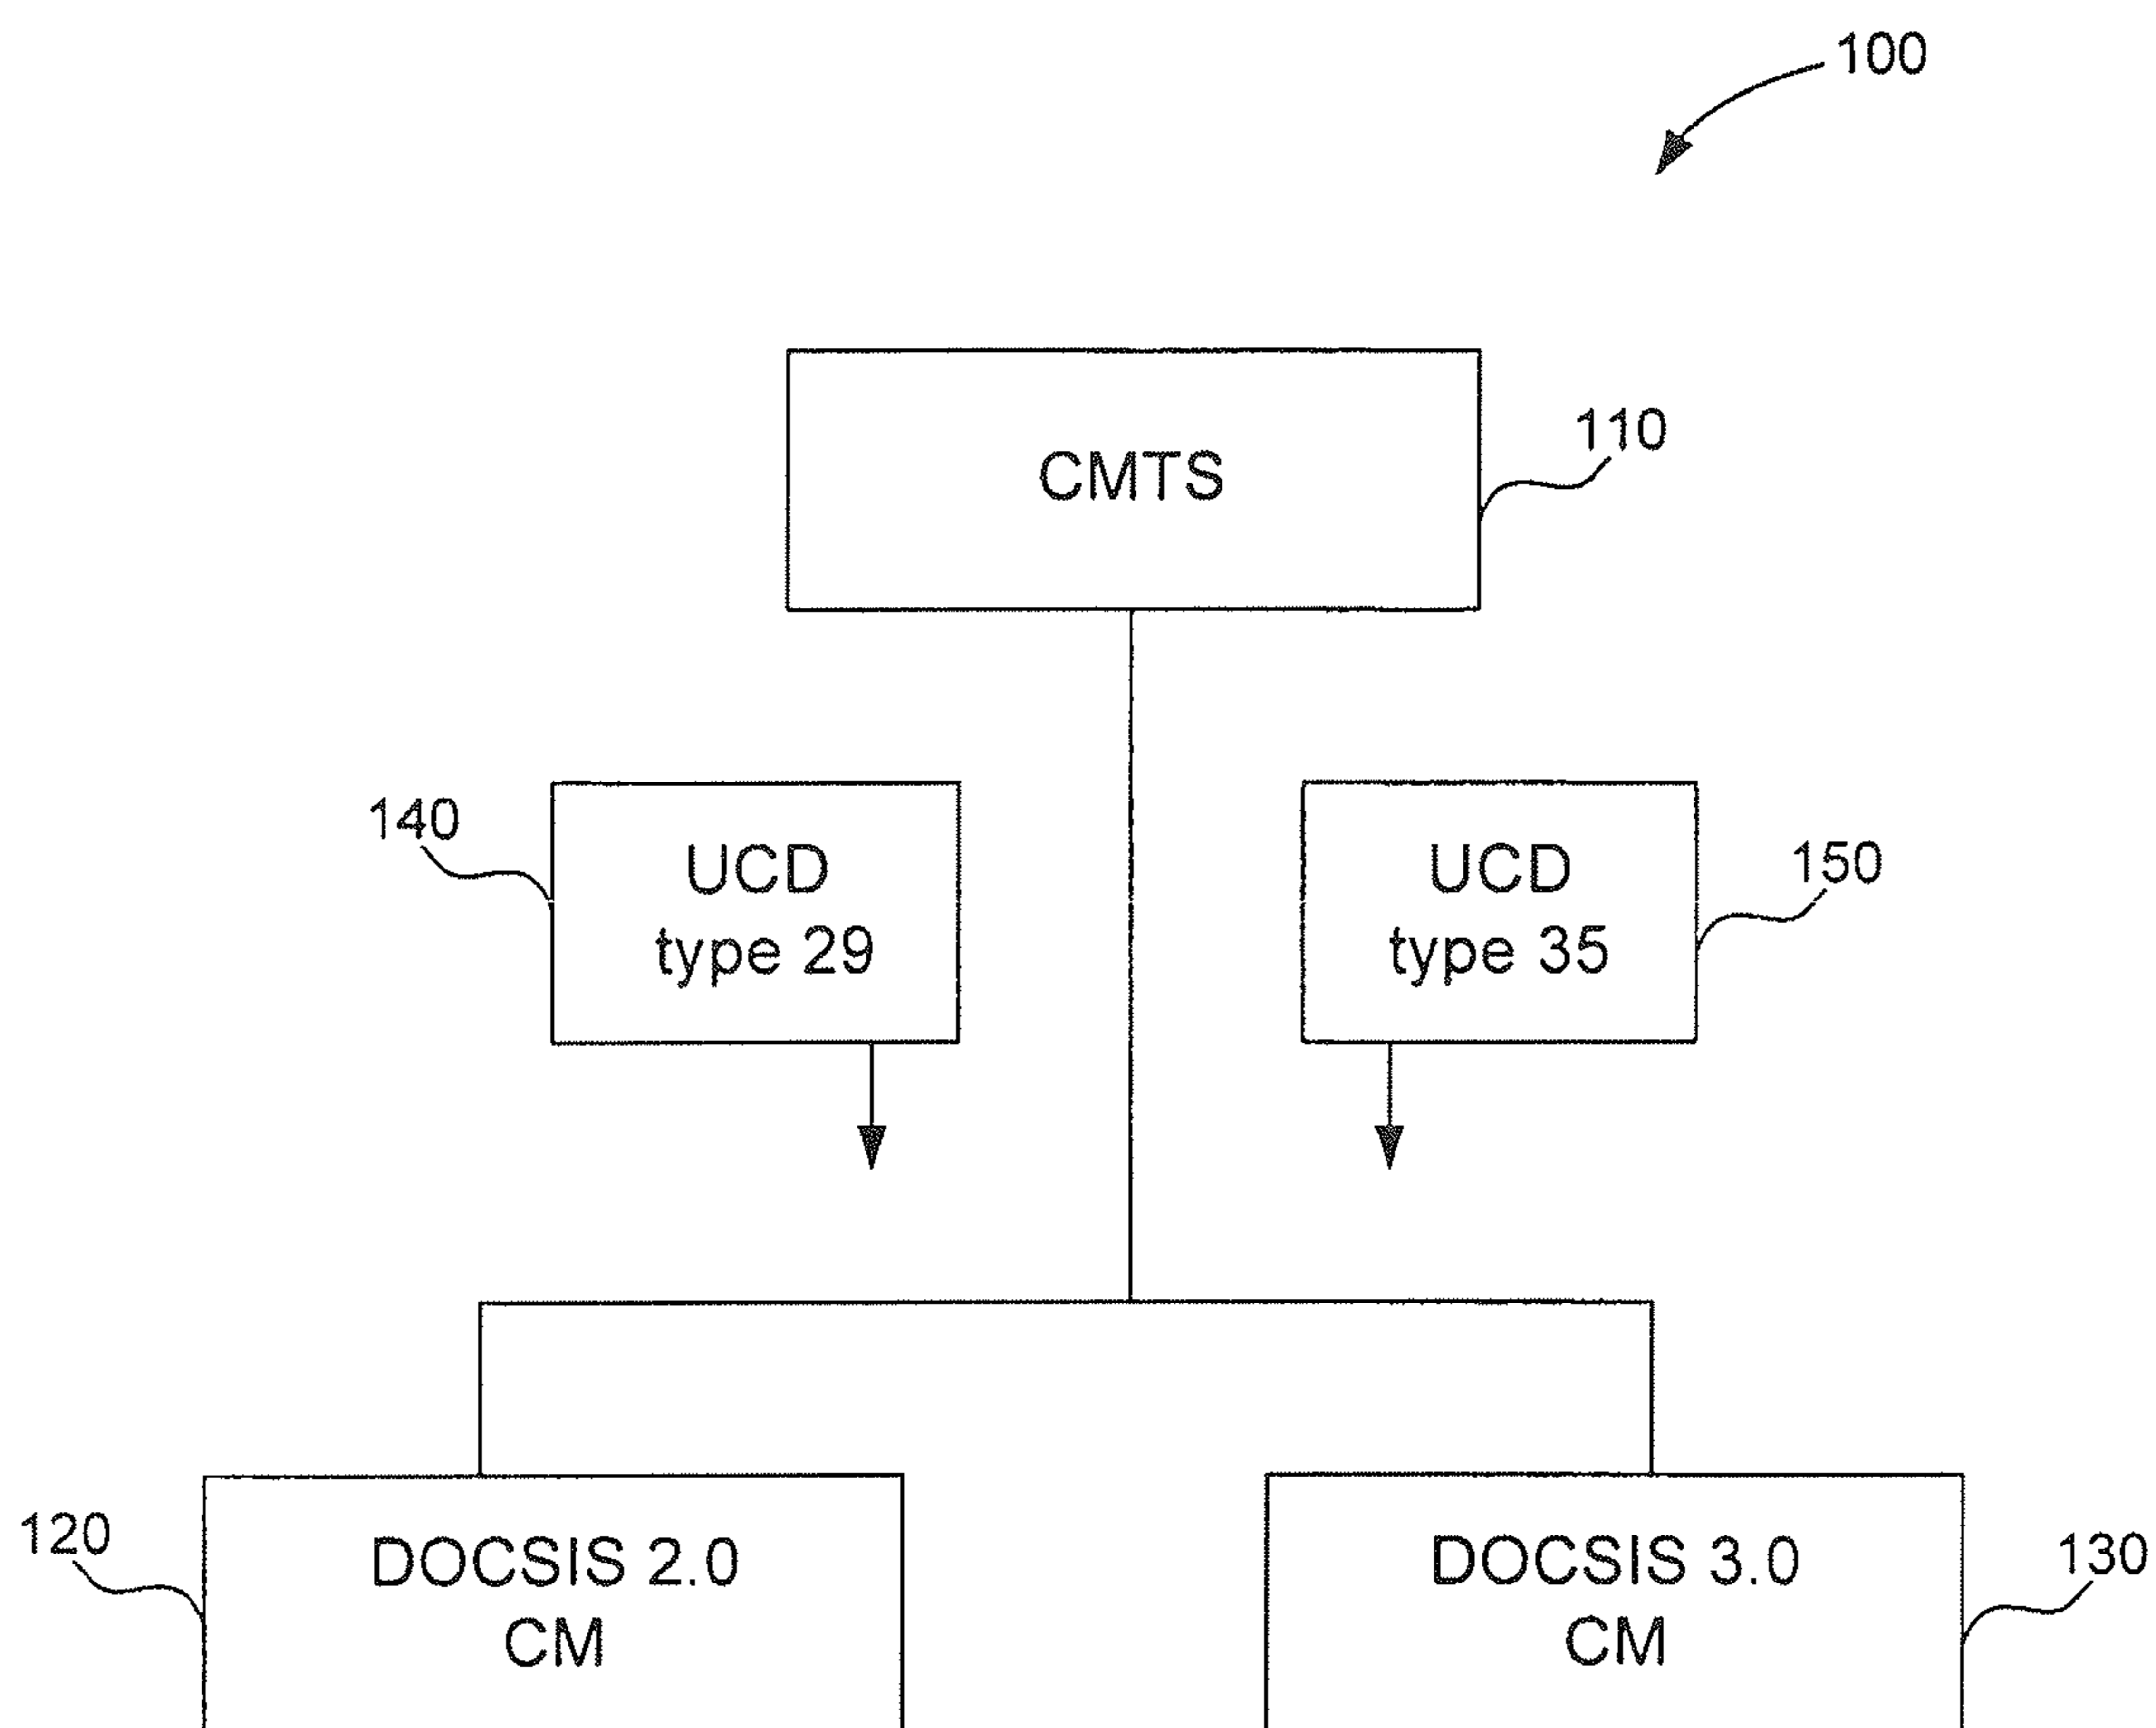 100
CMTS
110
140
UCD
type 29
UCD
type 35
150
120
DOCSIS 2.0
CM
DOCSIS 3.0
CM
130